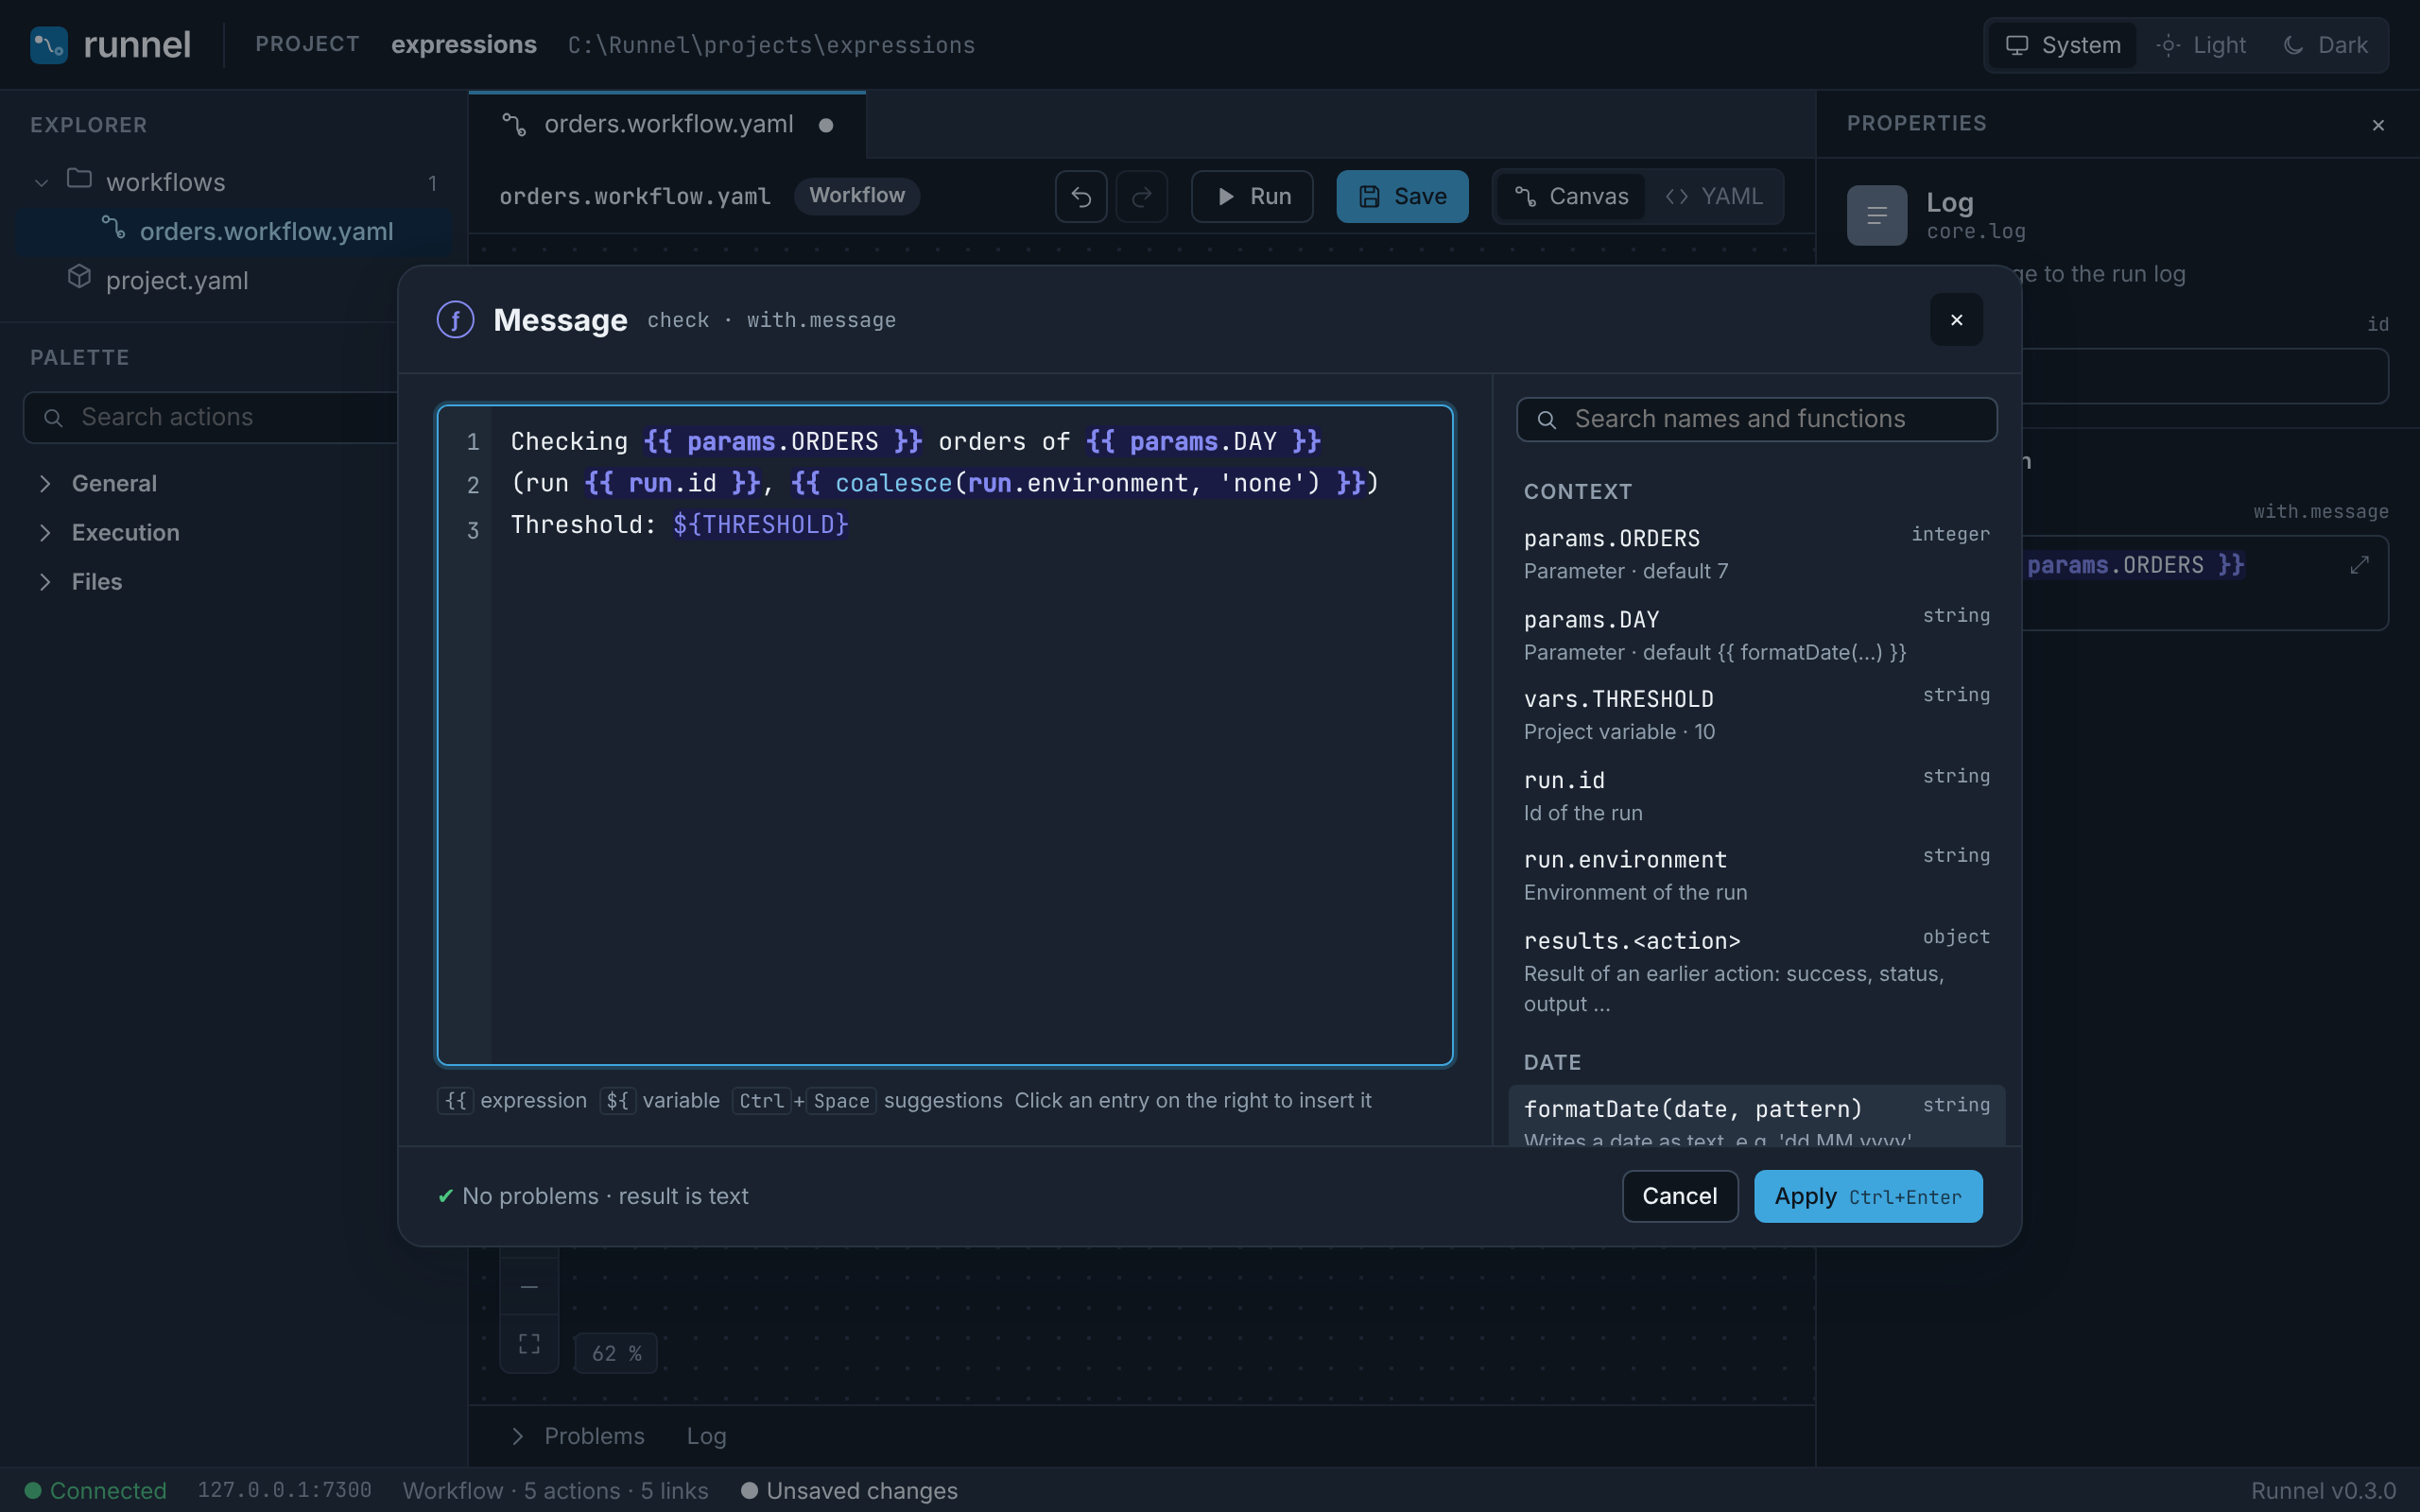 runnel PROJECT expressions C:\Runnel\projects\expressions System Light Dark
EXPLORER
workflows 1
orders.workflow.yaml
project.yaml
PALETTE
Search actions
General
Execution
Files
orders.workflow.yaml
orders.workflow.yaml Workflow Run Save Canvas YAML
PROPERTIES
Log
core.log
ge to the run log
id
with.message
params.ORDERS }}
ƒ Message check · with.message
1 Checking {{ params.ORDERS }} orders of {{ params.DAY }}
2 (run {{ run.id }}, {{ coalesce(run.environment, 'none') }})
3 Threshold: ${THRESHOLD}
{{ expression ${ variable Ctrl+Space suggestions Click an entry on the right to insert it
Search names and functions
CONTEXT
params.ORDERS integer
Parameter · default 7
params.DAY string
Parameter · default {{ formatDate(...) }}
vars.THRESHOLD string
Project variable · 10
run.id string
Id of the run
run.environment string
Environment of the run
results.<action> object
Result of an earlier action: success, status,
output ...
DATE
formatDate(date, pattern) string
Writes a date as text, e.g. 'dd.MM.yyyy'
✔ No problems · result is text
Cancel Apply Ctrl+Enter
62 %
Problems Log
Connected 127.0.0.1:7300 Workflow · 5 actions · 5 links Unsaved changes Runnel v0.3.0